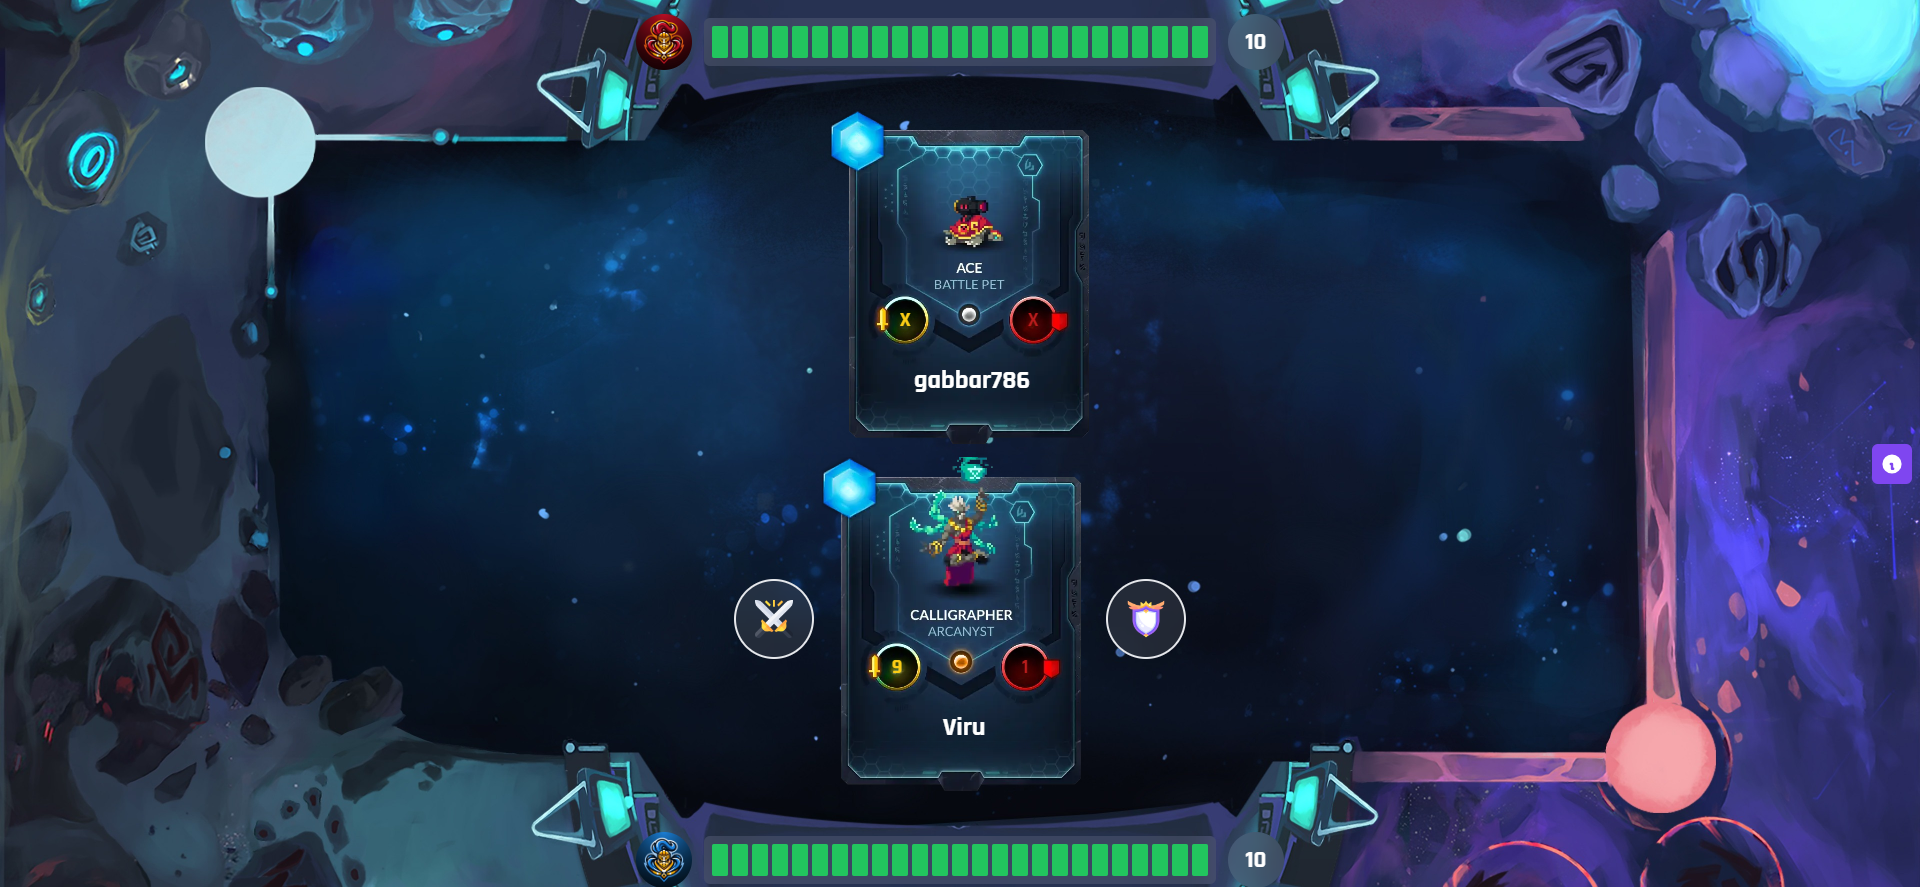 10
ACE
BATTLE PET
X X
gabbar786
CALLIGRAPHER
ARCANYST
9 1
Viru
10